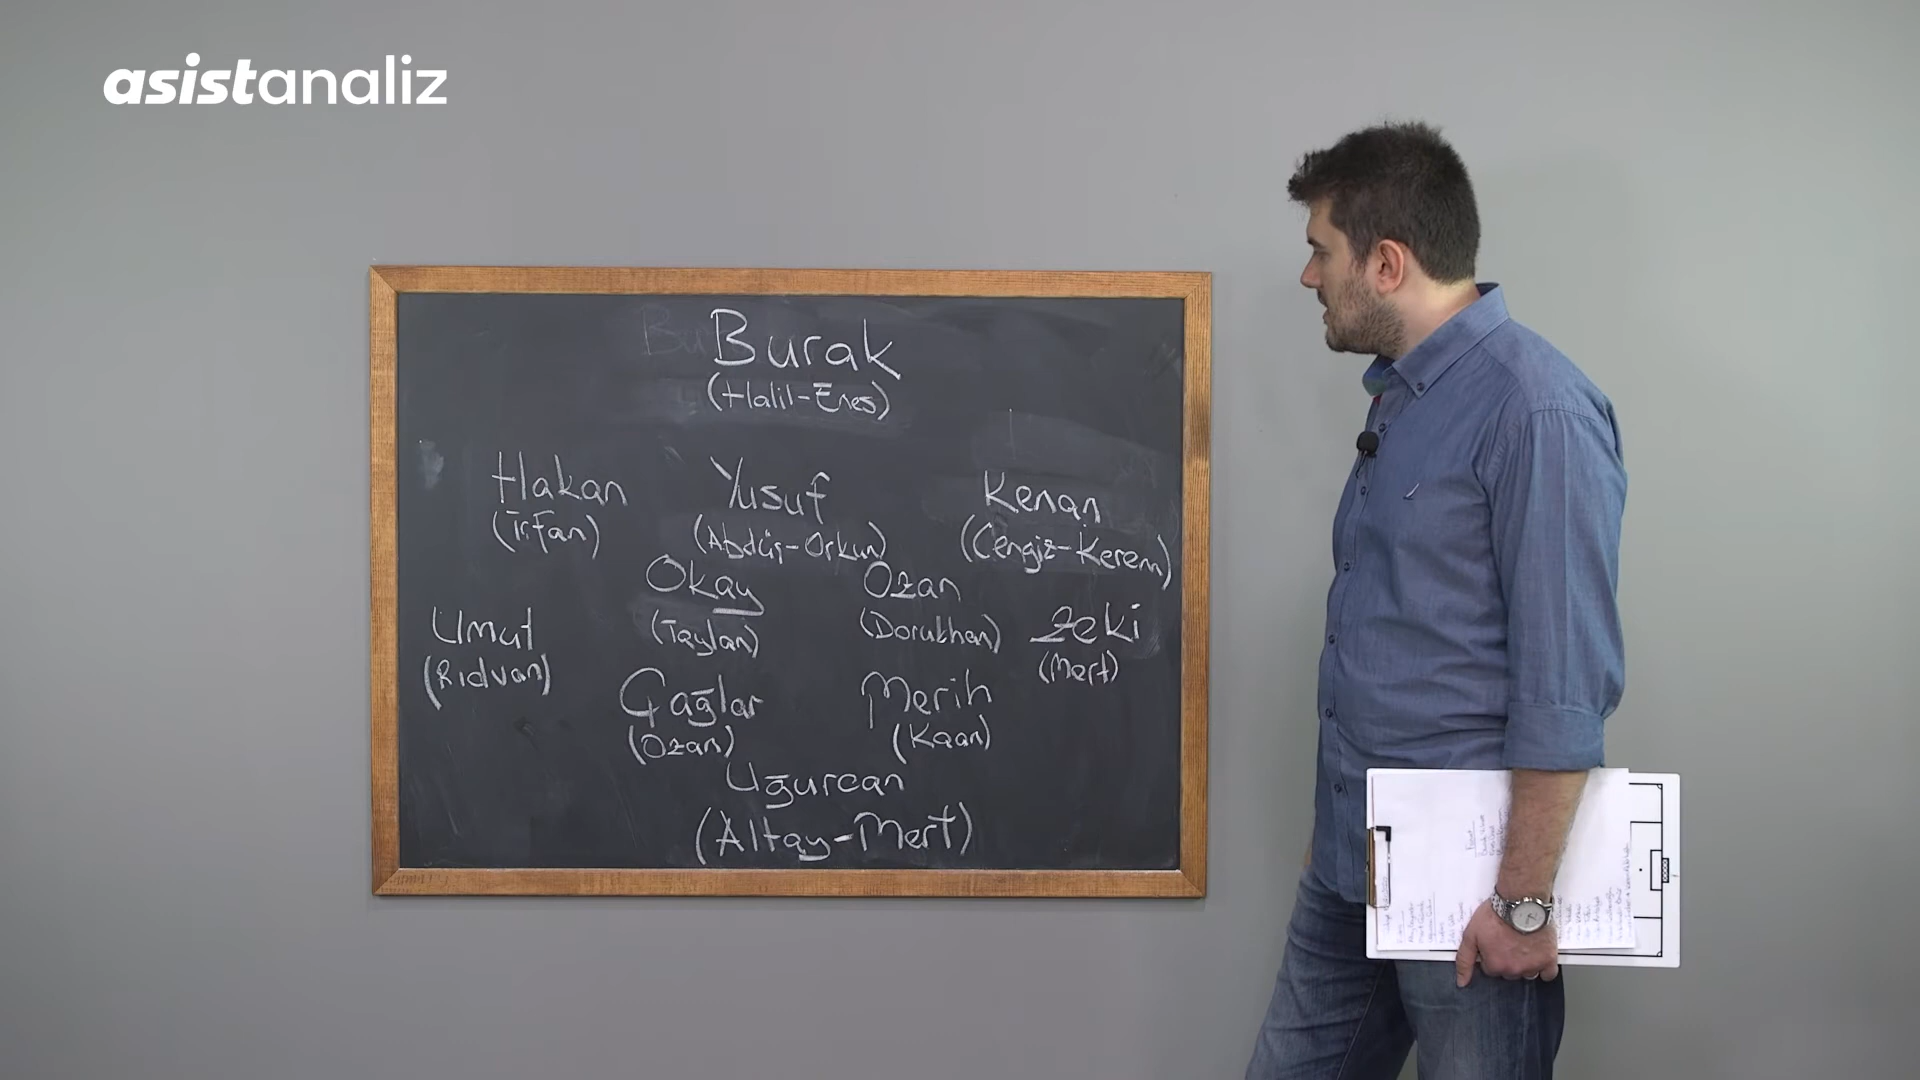 asistanaliz
Burak
(Halil-Enes)
Hakan Yusuf Kenan
(İrfan) (Abdüş-Orkun) (Cengiz-Kerem)
Okay Ozan
(Taylan) (Dorukhan)
Umut Zeki
(Rıdvan) (Mert)
Çağlar Merih
(Ozan) (Kaan)
Uğurcan
(Altay-Mert)